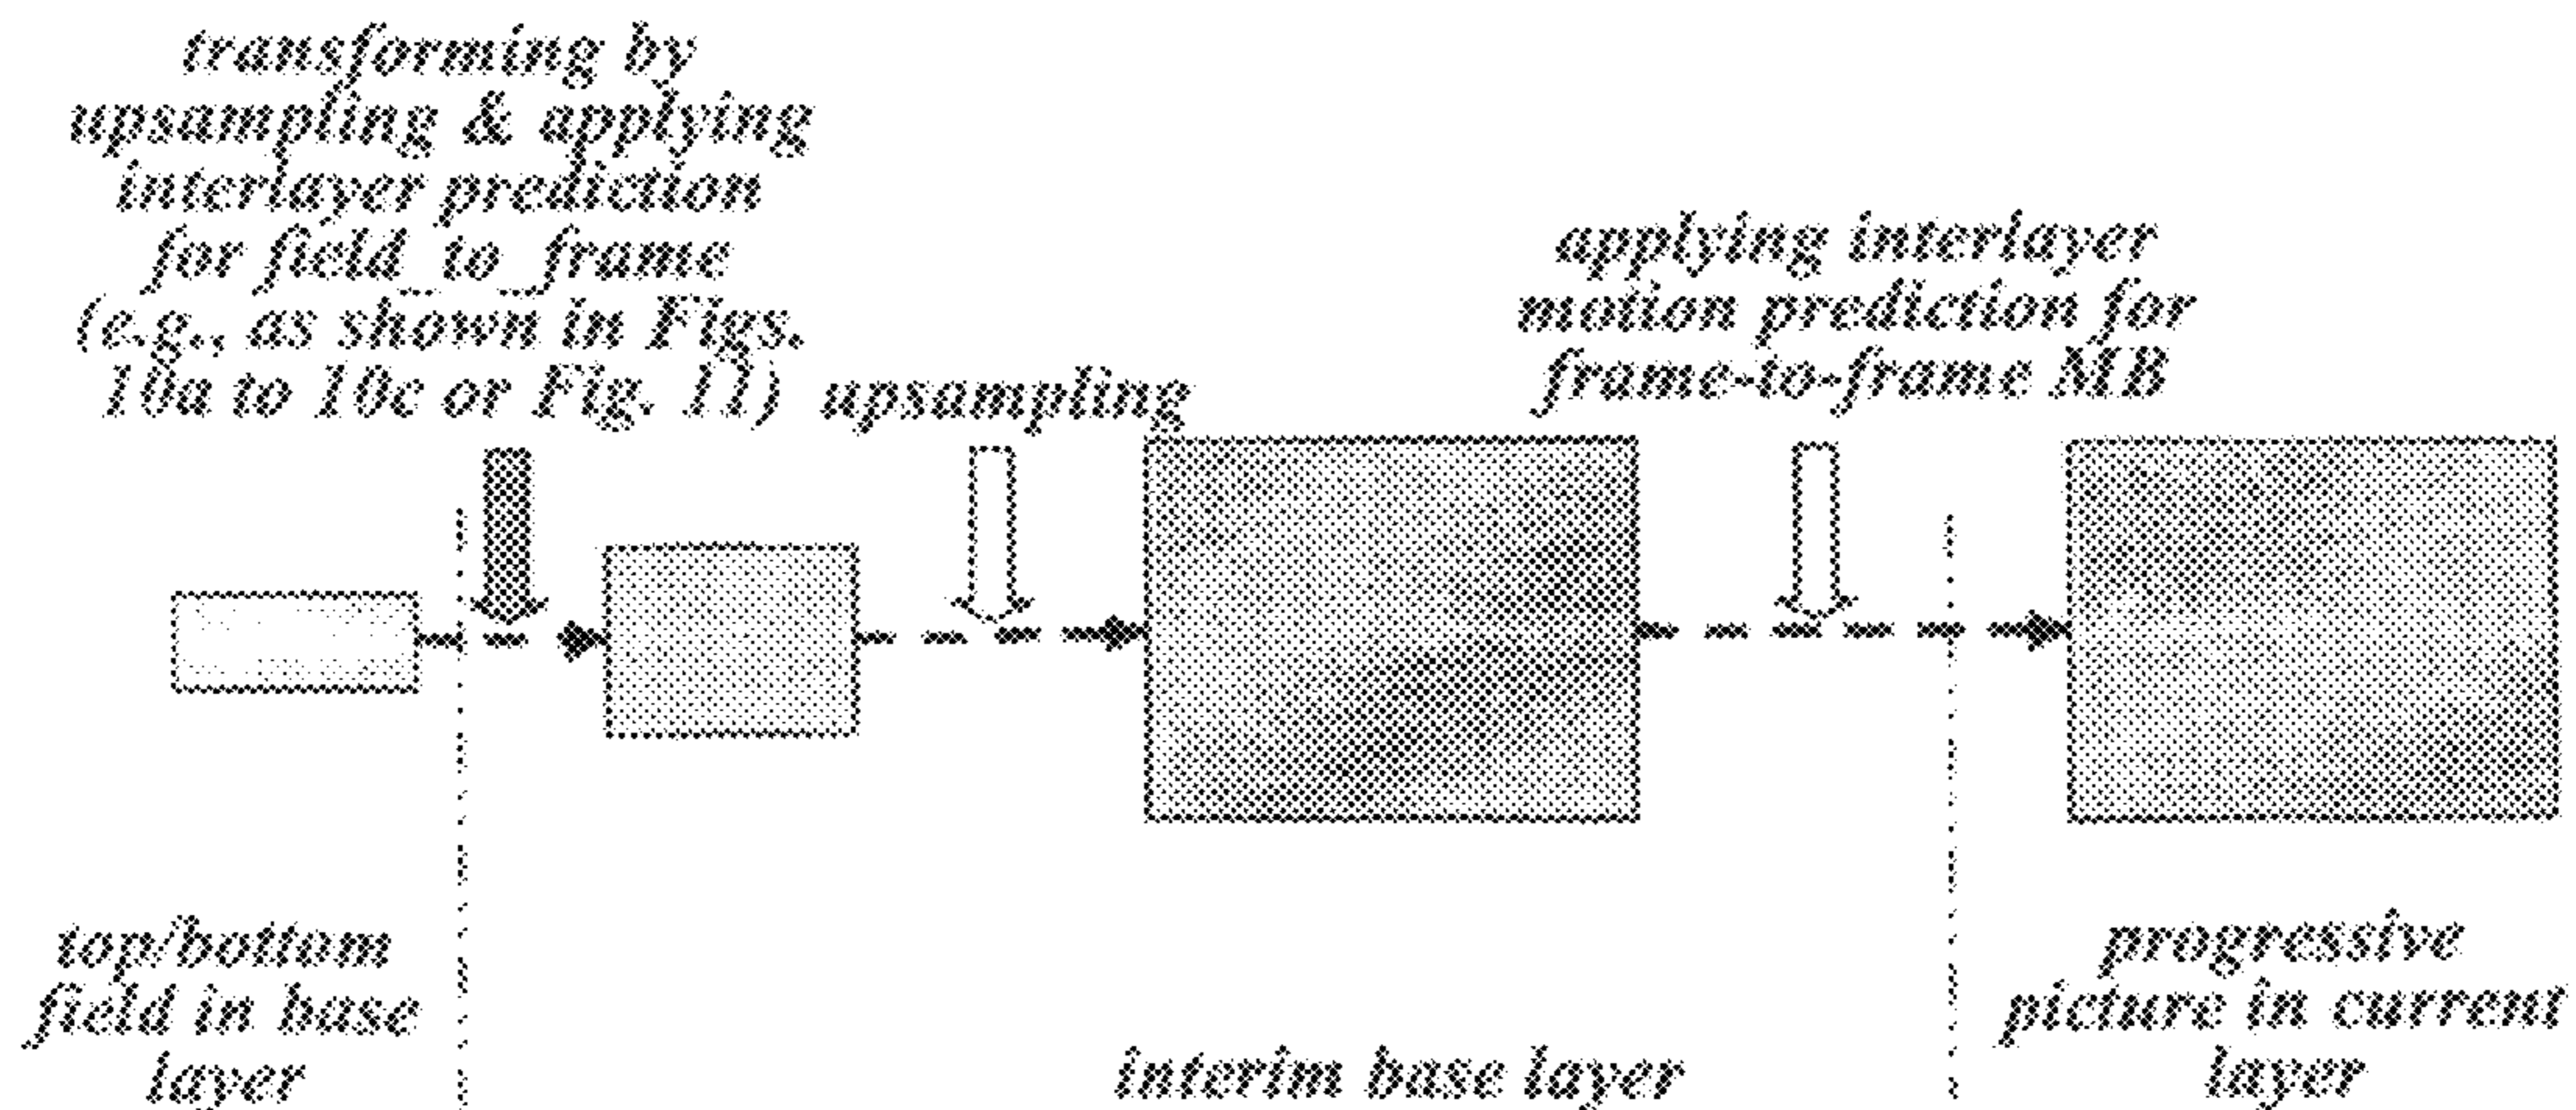 transforming by
upsampling & applying
interlayer prediction
for field_to_frame
(e.g., as shown in Figs.
10a to 10c or Fig. 11)
upsampling
applying interlayer
motion prediction for
frame-to-frame MB
top/bottom
field in base
layer
interim base layer
progressive
picture in current
layer